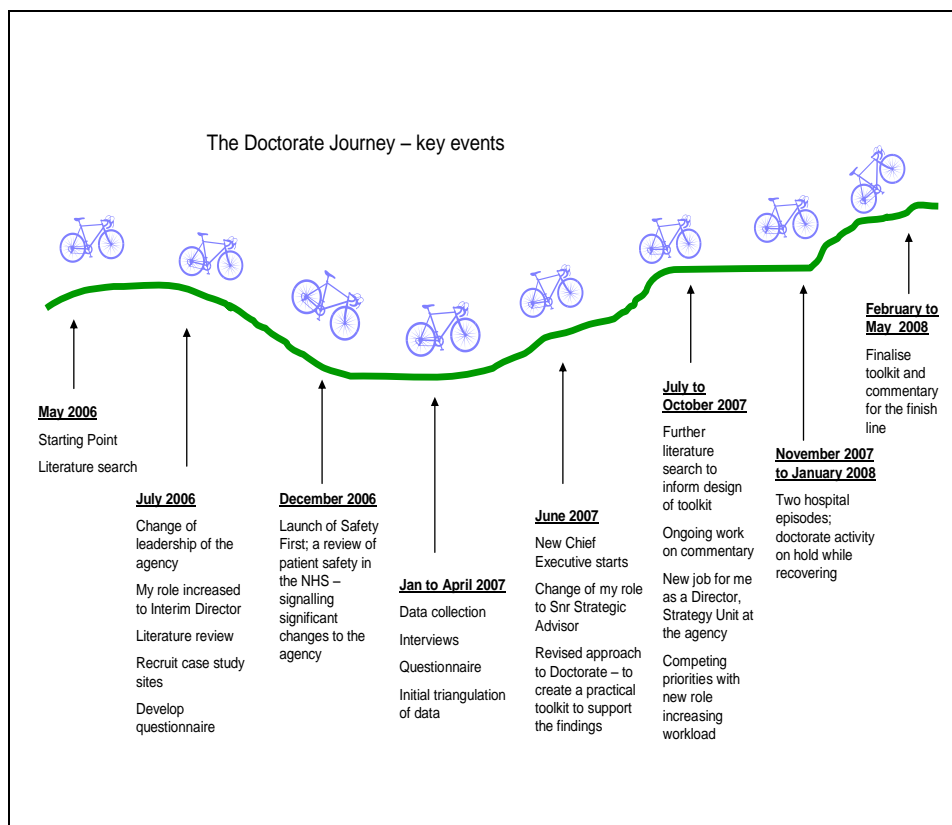 The Doctorate Journey – key events
May 2006
Starting Point
Literature search
July 2006
Change of
leadership of the
agency
My role increased
to Interim Director
Literature review
Recruit case study
sites
Develop
questionnaire
December 2006
Launch of Safety
First; a review of
patient safety in
the NHS –
signalling
significant
changes to the
agency
Jan to April 2007
Data collection
Interviews
Questionnaire
Initial triangulation
of data
June 2007
New Chief
Executive starts
Change of my role
to Snr Strategic
Advisor
Revised approach
to Doctorate – to
create a practical
toolkit to support
the findings
July to
October 2007
Further
literature
search to
inform design
of toolkit
Ongoing work
on commentary
New job for me
as a Director,
Strategy Unit at
the agency
Competing
priorities with
new role
increasing
workload
November 2007
to January 2008
Two hospital
episodes;
doctorate activity
on hold while
recovering
February to
May 2008
Finalise
toolkit and
commentary
for the finish
line